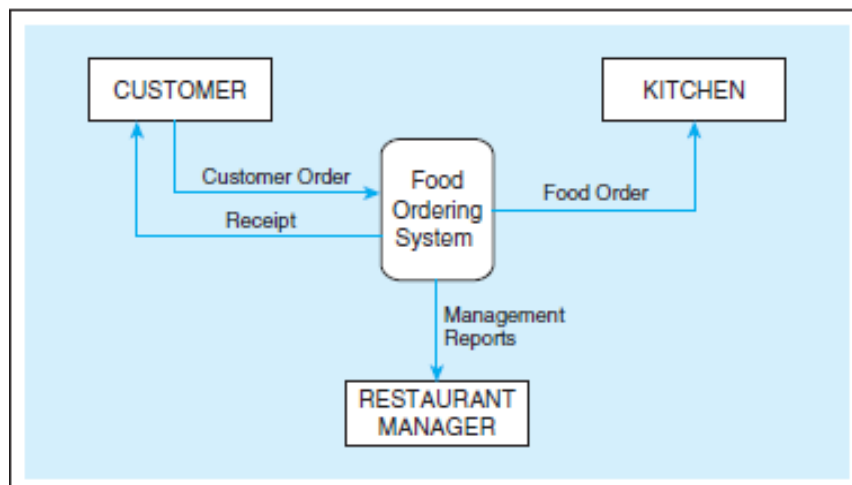 CUSTOMER
KITCHEN
Customer Order
Receipt
Food
Ordering
System
Food Order
Management
Reports
RESTAURANT
MANAGER